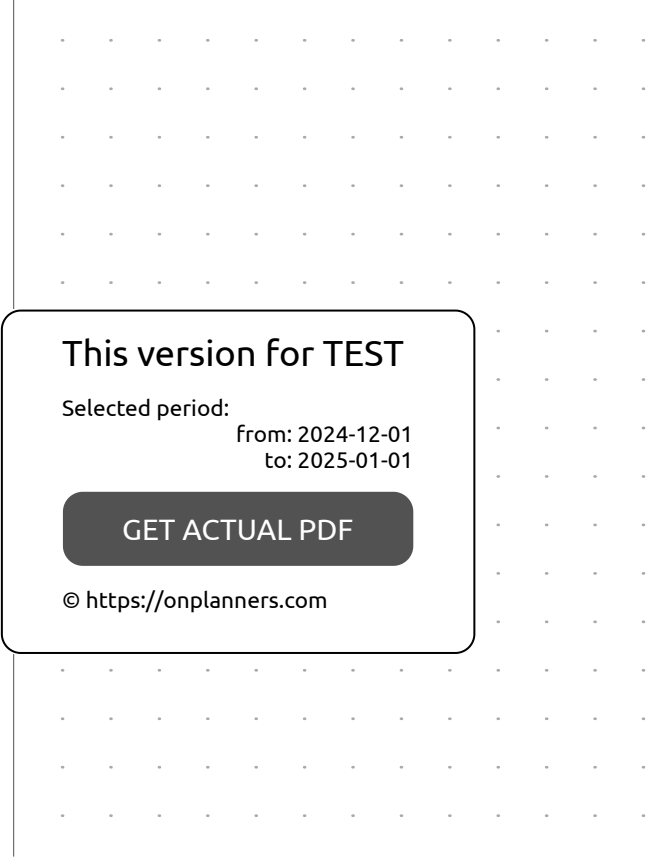 This version for TEST
Selected period:
from: 2024-12-01
to: 2025-01-01
GET ACTUAL PDF
© https://onplanners.com